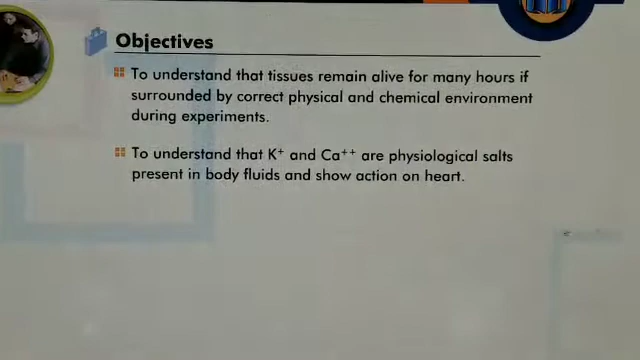 Objectives
To understand that tissues remain alive for many hours if
surrounded by correct physical and chemical environment
during experiments.
To understand that K⁺ and Ca⁺⁺ are physiological salts
present in body fluids and show action on heart.